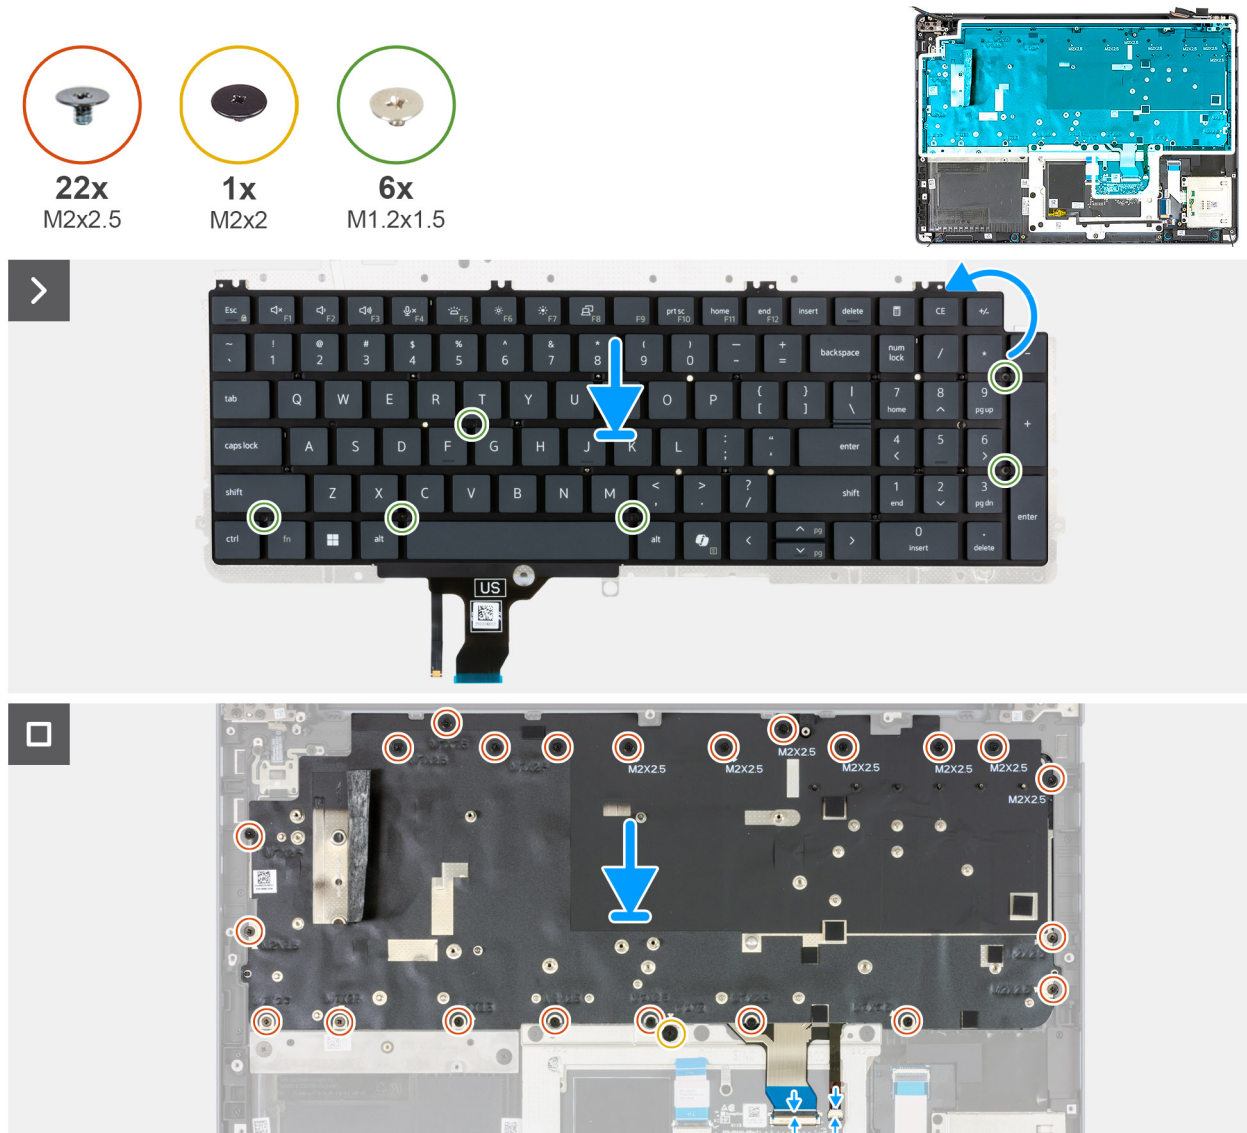 22x
M2x2.5
1x
M2x2
6x
M1.2x1.5
Esc F1 F2 F3 F4 F5 F6 F7 F8 F9 prt sc F10 home F11 end F12 insert delete CE +/-
~ ` ! 1 @ 2 # 3 $ 4 % 5 ^ 6 & 7 * 8 ( 9 ) 0 _ - + = backspace num lock / * -
tab Q W E R T Y U O P { [ } ] | \ 7 home 8 9 pg up +
caps lock A S D F G H J K L : ; " ' enter 4 5 6
shift Z X C V B N M < , > . ? / shift 1 end 2 3 pg dn enter
ctrl fn alt alt pg pg 0 insert . delete
US
M2X2.5
M2X2.5
M2X2.5
M2X2.5
M2X2.5
M2X2.5
M2X2.5